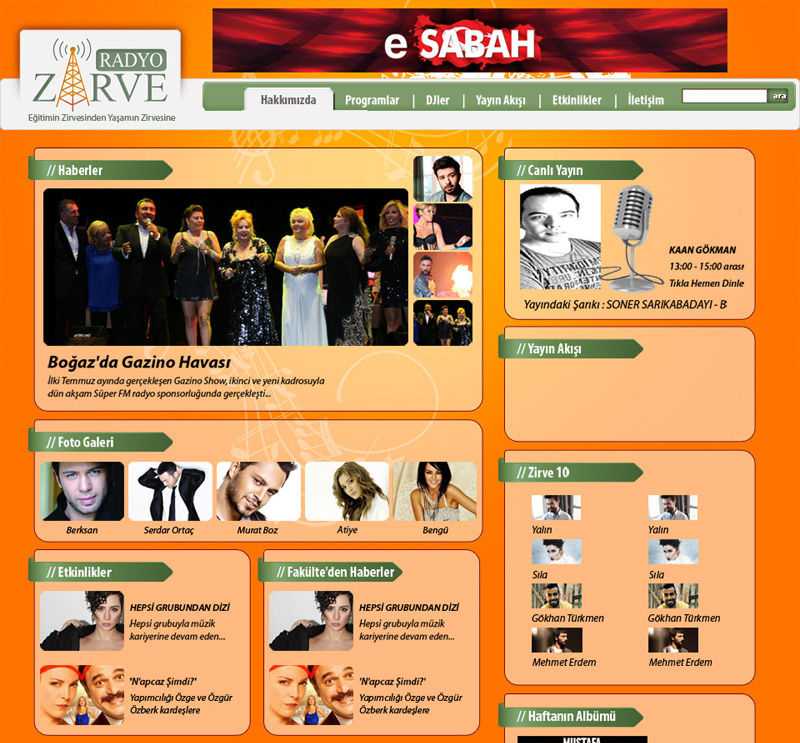 e SABAH
RADYO
ZİRVE
Eğitimin Zirvesinden Yaşamın Zirvesine
Hakkımızda Programlar | DJler | Yayın Akışı | Etkinlikler | İletişim ara
// Haberler
Boğaz'da Gazino Havası
İlki Temmuz ayında gerçekleşen Gazino Show, ikinci ve yeni kadrosuyla
dün akşam Süper FM radyo sponsorluğunda gerçekleşti...
// Canlı Yayın
KAAN GÖKMAN
13:00 - 15:00 arası
Tıkla Hemen Dinle
Yayındaki Şarıkı : SONER SARIKABADAYI - B
// Yayın Akışı
// Foto Galeri
Berksan Serdar Ortaç Murat Boz Atiye Bengü
// Zirve 10
Yalın Yalın
Sıla Sıla
Gökhan Türkmen Gökhan Türkmen
Mehmet Erdem Mehmet Erdem
// Etkinlikler
HEPSİ GRUBUNDAN DİZİ
Hepsi grubuyla müzik
kariyerine devam eden...
'N'apcaz Şimdi?'
Yapımcılığı Özge ve Özgür
Özberk kardeşlere
// Fakülte'den Haberler
HEPSİ GRUBUNDAN DİZİ
Hepsi grubuyla müzik
kariyerine devam eden...
'N'apcaz Şimdi?'
Yapımcılığı Özge ve Özgür
Özberk kardeşlere
// Haftanın Albümü
MUSTAFA